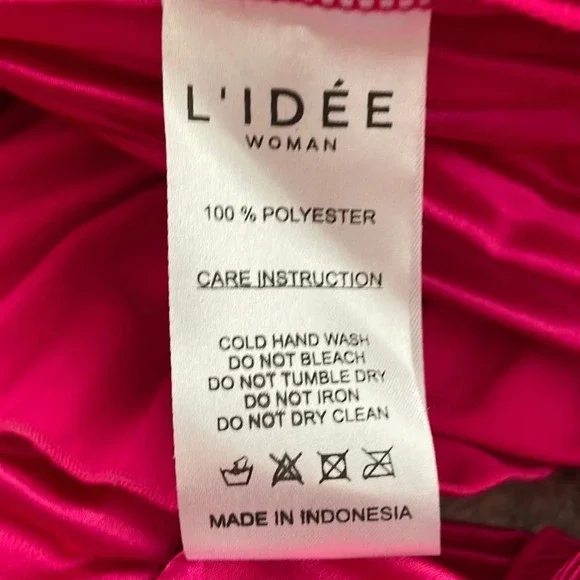 L'IDÉE
WOMAN
100 % POLYESTER
CARE INSTRUCTION
COLD HAND WASH
DO NOT BLEACH
DO NOT TUMBLE DRY
DO NOT IRON
DO NOT DRY CLEAN
MADE IN INDONESIA